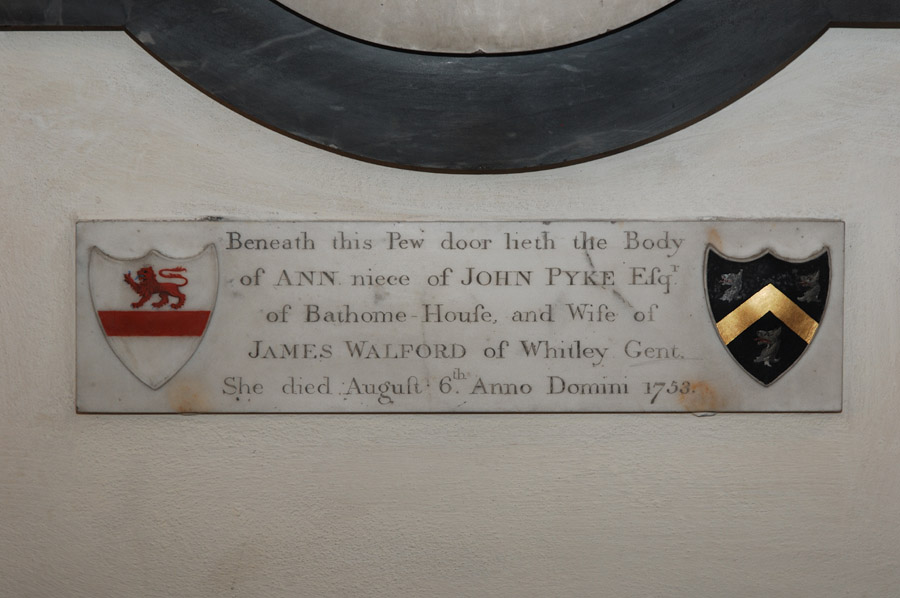 Beneath this Pew door lieth the Body
of ANN niece of JOHN PYKE Eſqr
of Bathome-Houſe, and Wife of
JAMES WALFORD of Whitley Gent.
She died Auguſt 6th. Anno Domini 1753.